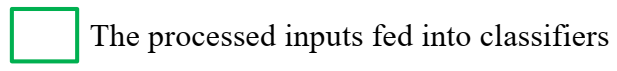 The processed inputs fed into classifiers